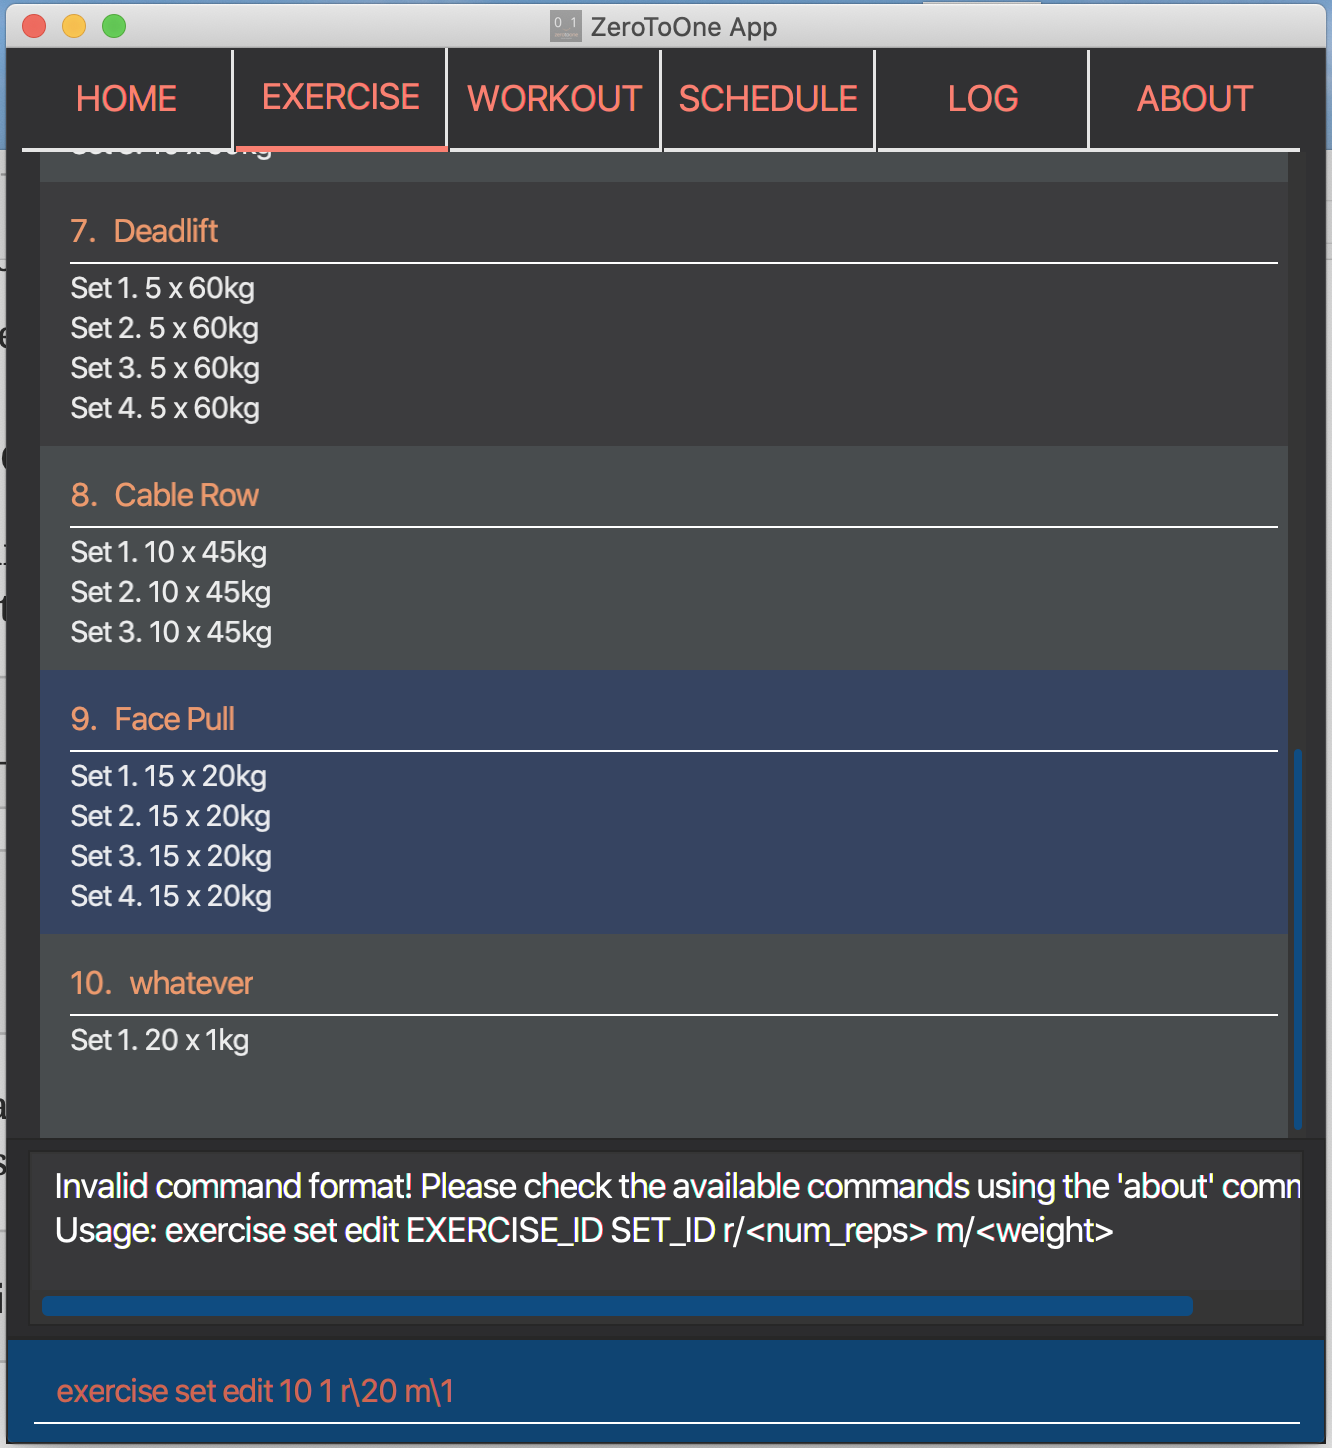 0 1 ZeroToOne App
HOME EXERCISE WORKOUT SCHEDULE LOG ABOUT
7. Deadlift
Set 1. 5 x 60kg
Set 2. 5 x 60kg
Set 3. 5 x 60kg
Set 4. 5 x 60kg
8. Cable Row
Set 1. 10 x 45kg
Set 2. 10 x 45kg
Set 3. 10 x 45kg
9. Face Pull
Set 1. 15 x 20kg
Set 2. 15 x 20kg
Set 3. 15 x 20kg
Set 4. 15 x 20kg
10. whatever
Set 1. 20 x 1kg
Invalid command format! Please check the available commands using the 'about'
Usage: exercise set edit EXERCISE_ID SET_ID r/<num_reps> m/<weight>
exercise set edit 10 1 r\20 m\1